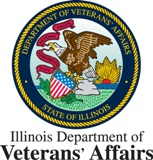 DEPARTMENT OF VETERANS' AFFAIRS
STATE OF ILLINOIS
Illinois Department of
Veterans' Affairs